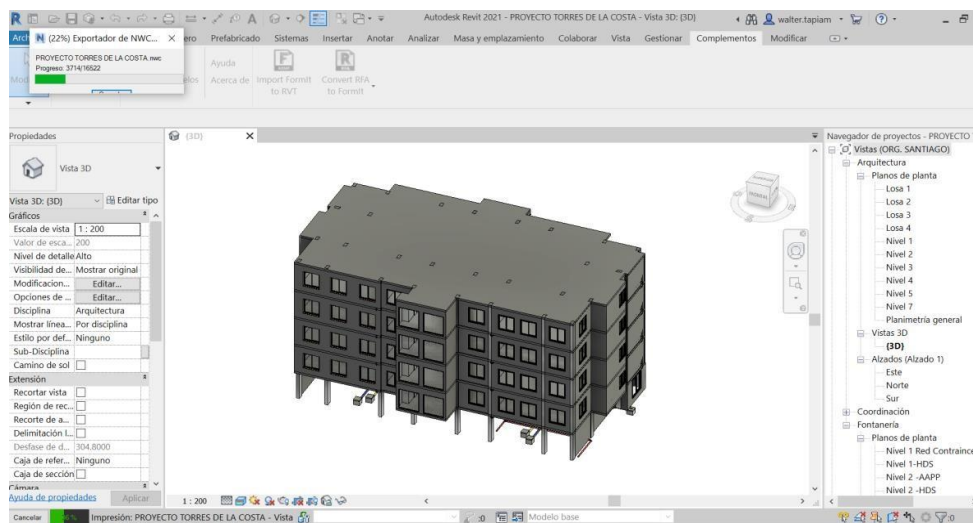 Autodesk Revit 2021 - PROYECTO TORRES DE LA COSTA - Vista 3D: {3D}
walter.tapiam
(22%) Exportador de NWC...
PROYECTO TORRES DE LA COSTA.nwc
Progreso: 3714/16522
Prefabricado
Sistemas
Insertar
Anotar
Analizar
Masa y emplazamiento
Colaborar
Vista
Gestionar
Complementos
Modificar
Ayuda
Acerca de
Import FormIt
to RVT
Convert RFA
to FormIt
Propiedades
Vista 3D
Vista 3D: {3D}
Editar tipo
Gráficos
Escala de vista 1 : 200
Valor de esca... 200
Nivel de detalle Alto
Visibilidad de... Mostrar original
Modificacion... Editar...
Opciones de ... Editar...
Disciplina Arquitectura
Mostrar línea... Por disciplina
Estilo por def... Ninguno
Sub-Disciplina
Camino de sol
Extensión
Recortar vista
Región de rec...
Recorte de a...
Delimitación l...
Desfase de d... 304.8000
Caja de refer... Ninguno
Caja de sección
Cámara
Ayuda de propiedades
Aplicar
{3D}
1 : 200
Navegador de proyectos - PROYECTO
Vistas (ORG. SANTIAGO)
Arquitectura
Planos de planta
Losa 1
Losa 2
Losa 3
Losa 4
Nivel 1
Nivel 2
Nivel 3
Nivel 4
Nivel 5
Nivel 7
Planimetría general
Vistas 3D
{3D}
Alzados (Alzado 1)
Este
Norte
Sur
Coordinación
Fontanería
Planos de planta
Nivel 1 Red Contraince
Nivel 1-HDS
Nivel 2 -AAPP
Nivel 2 -HDS
Cancelar
Impresión: PROYECTO TORRES DE LA COSTA - Vista
:0
Modelo base
:0